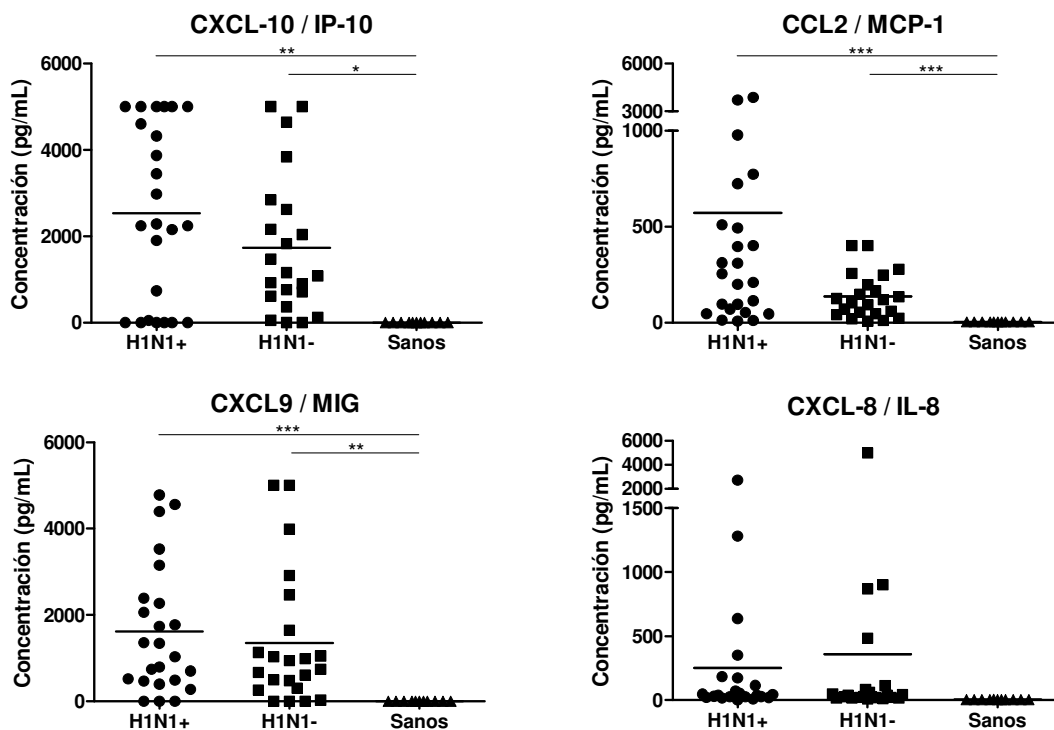 CXCL-10 / IP-10
**
*
Concentración (pg/mL)
6000
4000
2000
0
H1N1+ H1N1- Sanos
CCL2 / MCP-1
***
***
Concentración (pg/mL)
6000
3000
1000
500
0
H1N1+ H1N1- Sanos
CXCL9 / MIG
***
**
Concentración (pg/mL)
6000
4000
2000
0
H1N1+ H1N1- Sanos
CXCL-8 / IL-8
Concentración (pg/mL)
6000
4000
2000
1500
1000
500
0
H1N1+ H1N1- Sanos